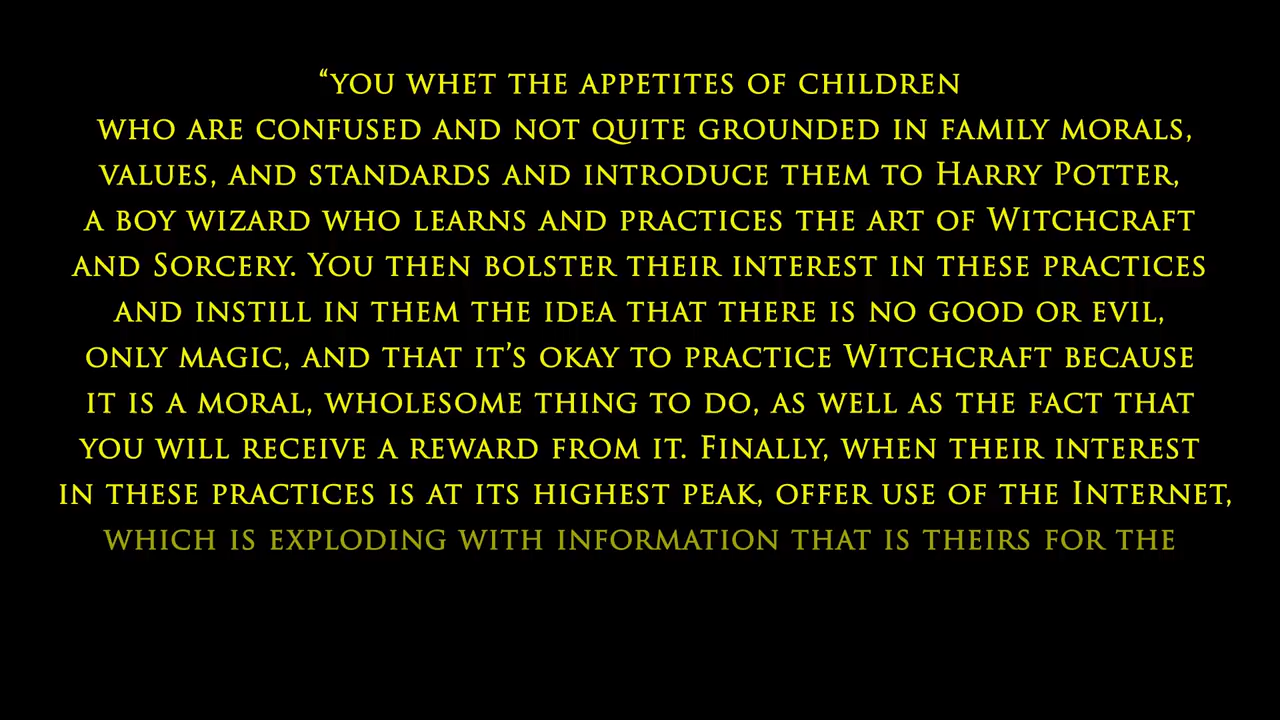 “you whet the appetites of children
who are confused and not quite grounded in family morals,
values, and standards and introduce them to Harry Potter,
a boy wizard who learns and practices the art of Witchcraft
and Sorcery. You then bolster their interest in these practices
and instill in them the idea that there is no good or evil,
only magic, and that it’s okay to practice Witchcraft because
it is a moral, wholesome thing to do, as well as the fact that
you will receive a reward from it. Finally, when their interest
in these practices is at its highest peak, offer use of the Internet,
which is exploding with information that is theirs for the